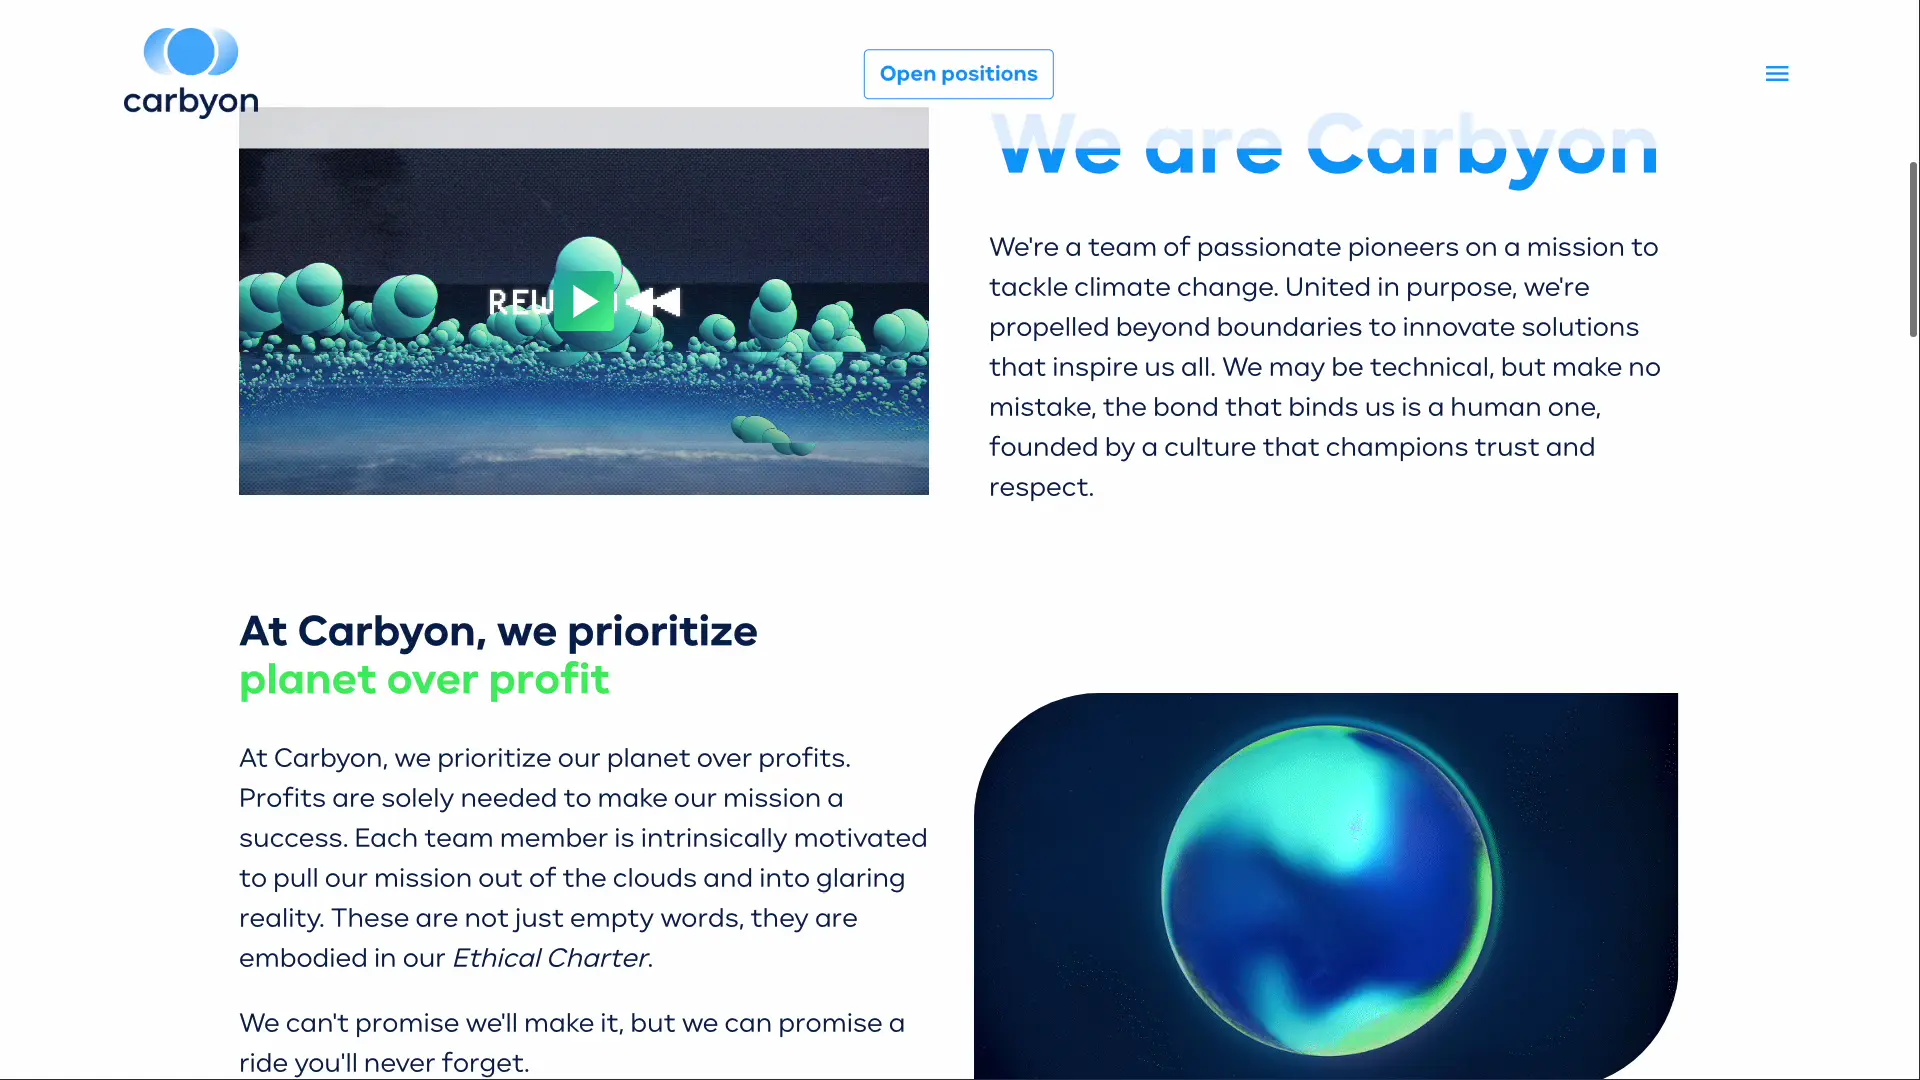 carbyon
Open positions
We are Carbyon
REW
We're a team of passionate pioneers on a mission to
tackle climate change. United in purpose, we're
propelled beyond boundaries to innovate solutions
that inspire us all. We may be technical, but make no
mistake, the bond that binds us is a human one,
founded by a culture that champions trust and
respect.
At Carbyon, we prioritize
planet over profit
At Carbyon, we prioritize our planet over profits.
Profits are solely needed to make our mission a
success. Each team member is intrinsically motivated
to pull our mission out of the clouds and into glaring
reality. These are not just empty words, they are
embodied in our Ethical Charter.
We can't promise we'll make it, but we can promise a
ride you'll never forget.